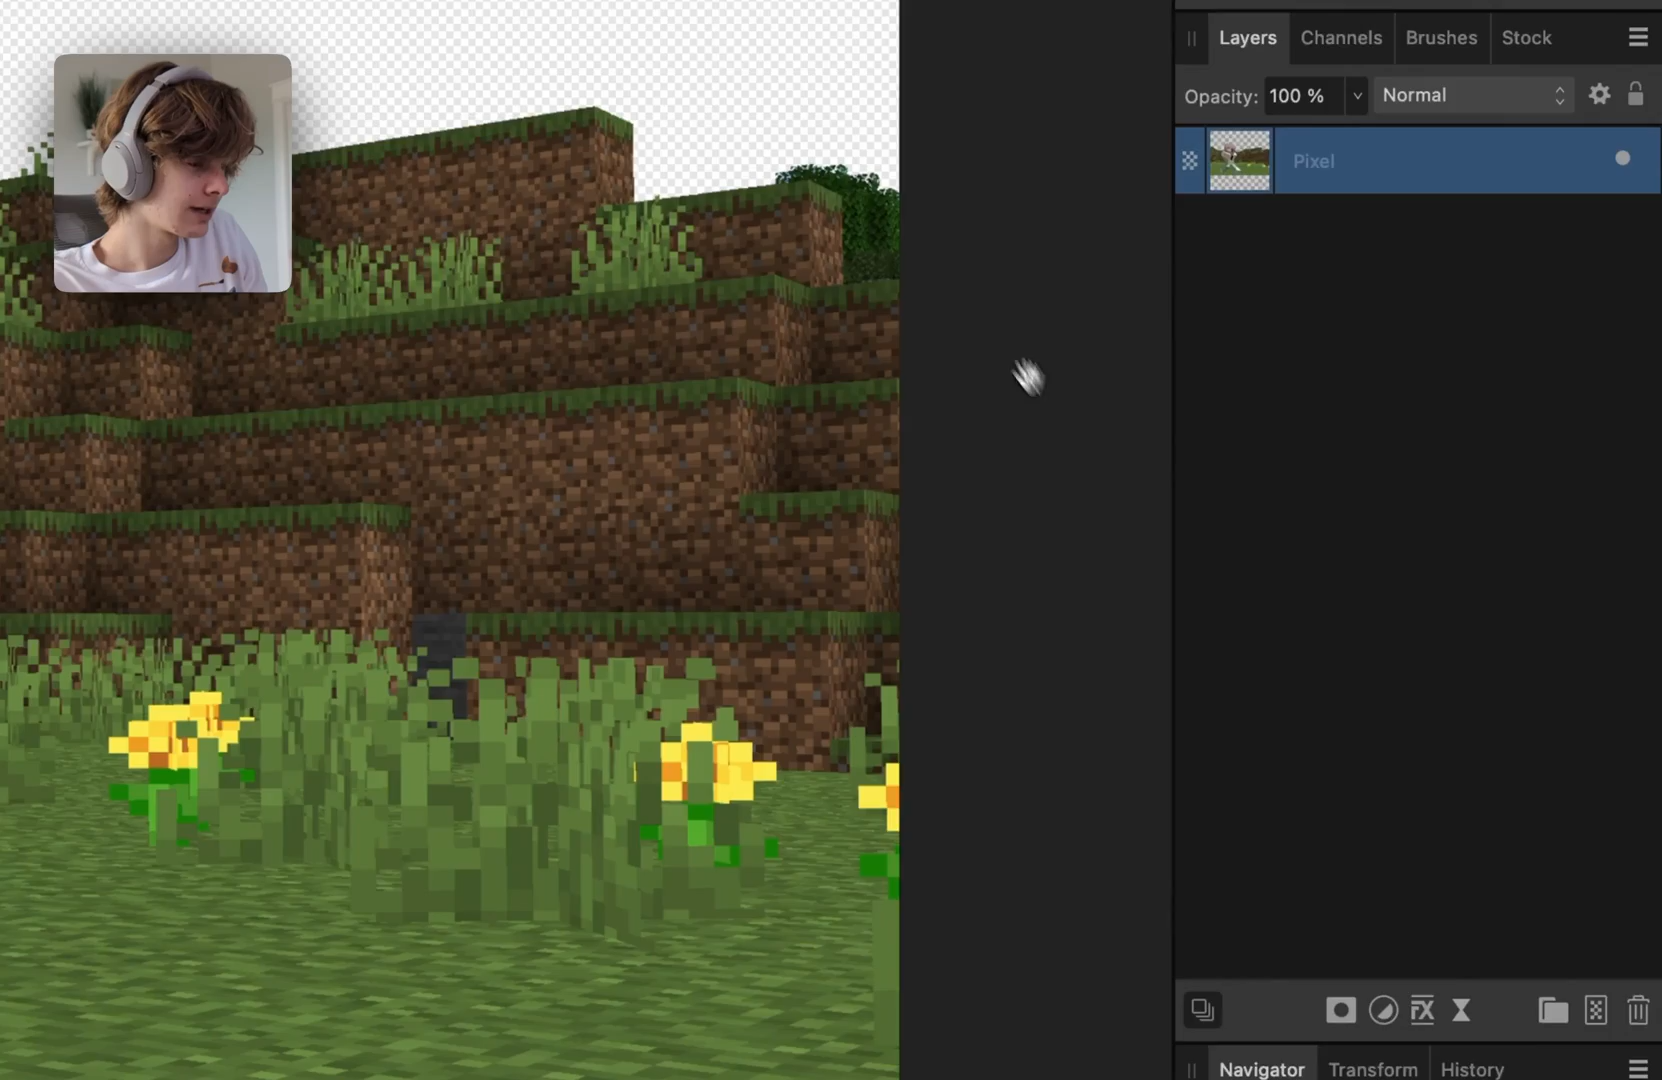 Layers Channels Brushes Stock
Opacity: 100 % Normal
Pixel
Navigator Transform History